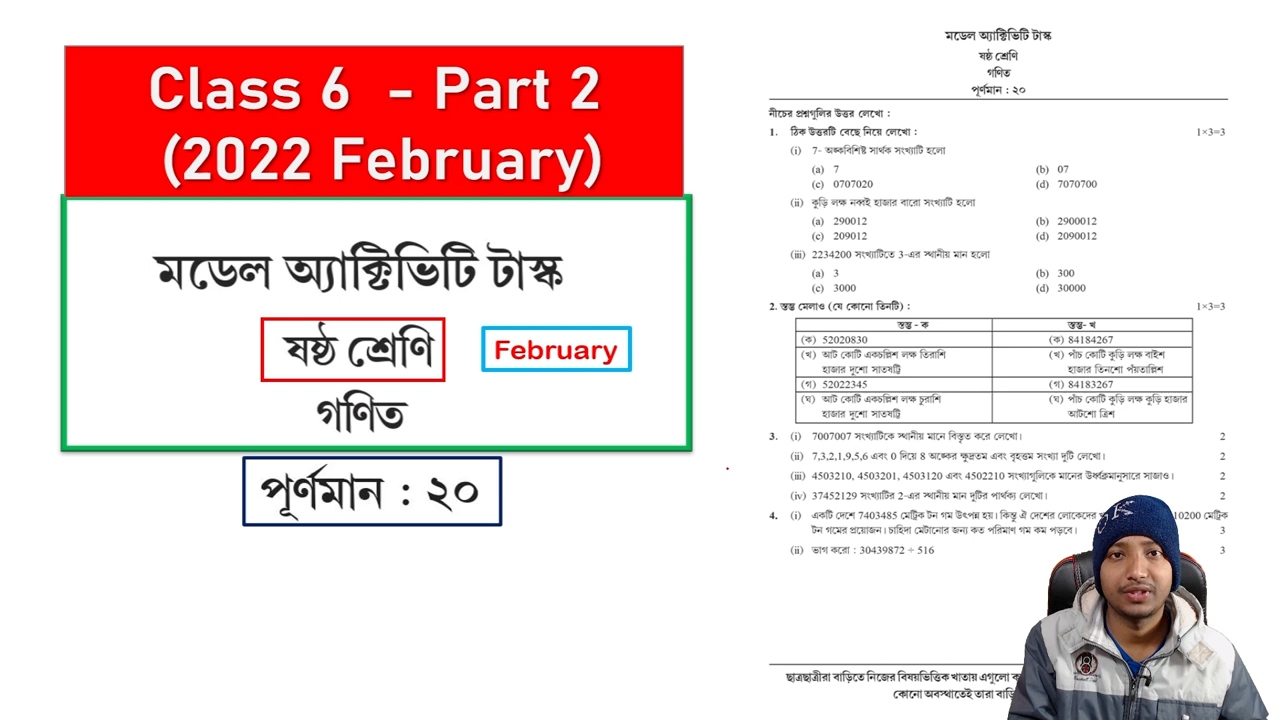 Class 6 - Part 2
(2022 February)
মডেল অ্যাক্টিভিটি টাস্ক
ষষ্ঠ শ্রেণি
February
গণিত
পূর্ণমান : ২০
মডেল অ্যাক্টিভিটি টাস্ক
ষষ্ঠ শ্রেণি
গণিত
পূর্ণমান : ২০
নীচের প্রশ্নগুলির উত্তর লেখো :
1. ঠিক উত্তরটি বেছে নিয়ে লেখো : 1×3=3
(i) 7- অঙ্কবিশিষ্ট সার্থক সংখ্যাটি হলো
(a) 7 (b) 07
(c) 0707020 (d) 7070700
(ii) কুড়ি লক্ষ নব্বই হাজার বারো সংখ্যাটি হলো
(a) 290012 (b) 2900012
(c) 209012 (d) 2090012
(iii) 2234200 সংখ্যাটিতে 3-এর স্থানীয় মান হলো
(a) 3 (b) 300
(c) 3000 (d) 30000
2. স্তম্ভ মেলাও (যে কোনো তিনটি) : 1×3=3
স্তম্ভ - ক স্তম্ভ- খ
(ক) 52020830 (ক) 84184267
(খ) আট কোটি একচল্লিশ লক্ষ তিরাশি (খ) পাঁচ কোটি কুড়ি লক্ষ বাইশ
হাজার দুশো সাতষট্টি হাজার তিনশো পঁয়তাল্লিশ
(গ) 52022345 (গ) 84183267
(ঘ) আট কোটি একচল্লিশ লক্ষ চুরাশি (ঘ) পাঁচ কোটি কুড়ি লক্ষ কুড়ি হাজার
হাজার দুশো সাতষট্টি আটশো ত্রিশ
3. (i) 7007007 সংখ্যাটিকে স্থানীয় মানে বিস্তৃত করে লেখো। 2
(ii) 7,3,2,1,9,5,6 এবং 0 দিয়ে 8 অঙ্কের ক্ষুদ্রতম এবং বৃহত্তম সংখ্যা দুটি লেখো। 2
(iii) 4503210, 4503201, 4503120 এবং 4502210 সংখ্যাগুলিকে মানের উর্ধ্বক্রমানুসারে সাজাও। 2
(iv) 37452129 সংখ্যাটির 2-এর স্থানীয় মান দুটির পার্থক্য লেখো। 2
4. (i) একটি দেশে 7403485 মেট্রিক টন গম উৎপন্ন হয়। কিন্তু ঐ দেশের লোকেদের 10200 মেট্রিক
টন গমের প্রয়োজন। চাহিদা মেটানোর জন্য কত পরিমাণ গম কম পড়বে। 3
(ii) ভাগ করো : 30439872 ÷ 516 3
ছাত্রছাত্রীরা বাড়িতে নিজের বিষয়ভিত্তিক খাতায় এগুলো
কোনো অবস্থাতেই তারা